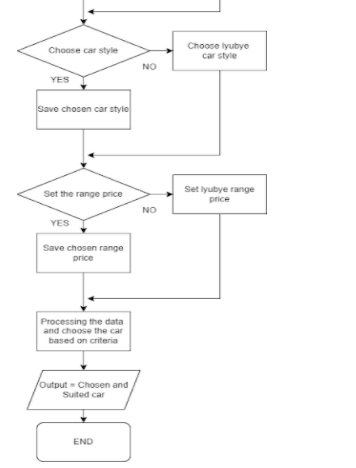 Choose car style
Choose lyubye
car style
NO
YES
Save chosen car style
Set the range price
Set lyubye range
price
NO
YES
Save chosen range
price
Processing the data
and choose the car
based on criteria
Output = Chosen and
Suited car
END